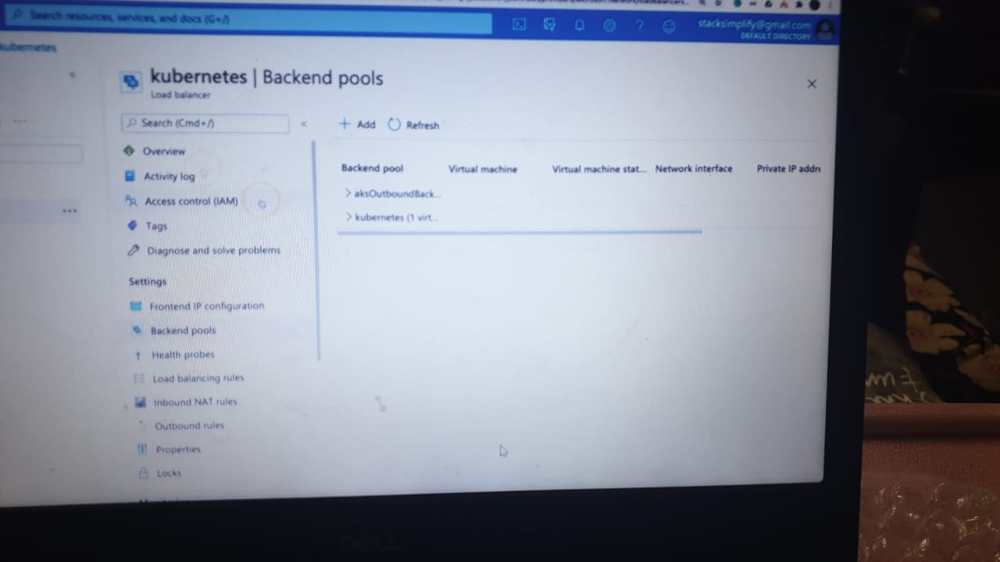 Search resources, services, and docs (G+/)
stacksimplify@gmail.com
DEFAULT DIRECTORY
kubernetes
kubernetes | Backend pools
Load balancer
Search (Cmd+/)
Add
Refresh
Overview
Activity log
Access control (IAM)
Tags
Diagnose and solve problems
Settings
Frontend IP configuration
Backend pools
Health probes
Load balancing rules
Inbound NAT rules
Outbound rules
Properties
Locks
Backend pool Virtual machine Virtual machine stat... Network interface Private IP addre
aksOutboundBack...
kubernetes (1 virt...
DELL